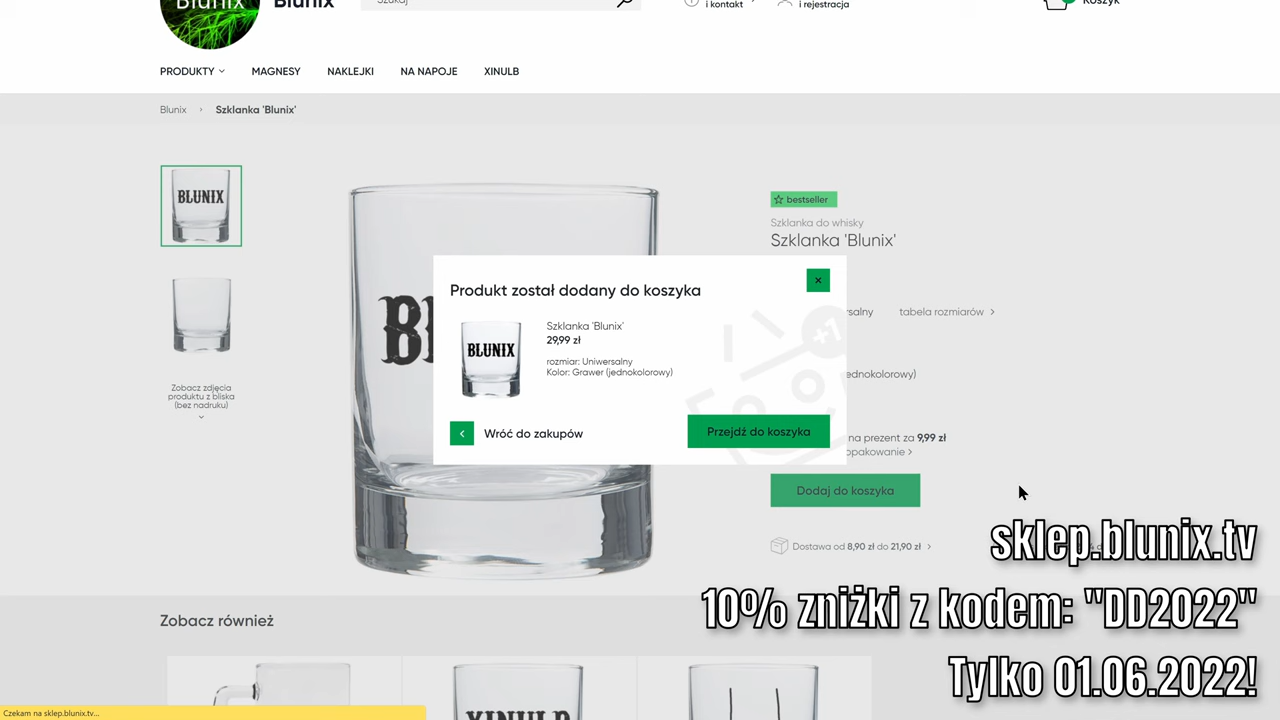 Blunix
Blunix
Szukaj
i kontakt
i rejestracja
Koszyk
PRODUKTY
MAGNESY
NAKLEJKI
NA NAPOJE
XINULB
Blunix
Szklanka 'Blunix'
BLUNIX
Zobacz zdjęcia
produktu z bliska
(bez nadruku)
bestseller
Szklanka do whisky
Szklanka 'Blunix'
tabela rozmiarów
Produkt został dodany do koszyka
×
+1
BLUNIX
Szklanka 'Blunix'
29,99 zł
rozmiar: Uniwersalny
Kolor: Grawer (jednokolorowy)
Wróć do zakupów
Przejdź do koszyka
na prezent za 9,99 zł
opakowanie
Dodaj do koszyka
Dostawa od 8,90 zł do 21,90 zł
sklep.blunix.tv
10% zniżki z kodem: "DD2022"
Tylko 01.06.2022!
Zobacz również
XINULB
Czekam na sklep.blunix.tv...